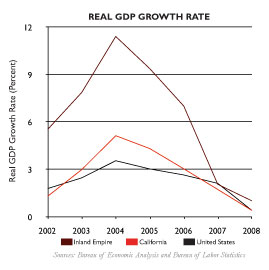 REAL GDP GROWTH RATE
Real GDP Growth Rate (Percent)
12
9
6
3
0
2002 2003 2004 2005 2006 2007 2008
Inland Empire California United States
Sources: Bureau of Economic Analysis and Bureau of Labor Statistics